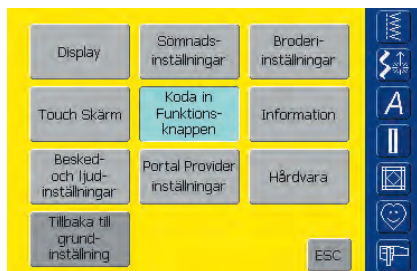 Display
Sömnads-
inställningar
Broderi-
inställningar
Touch Skärm
Koda in
Funktions-
knappen
Information
Besked-
och ljud-
inställningar
Portal Provider
inställningar
Hårdvara
Tillbaka till
grund-
inställning
ESC
A